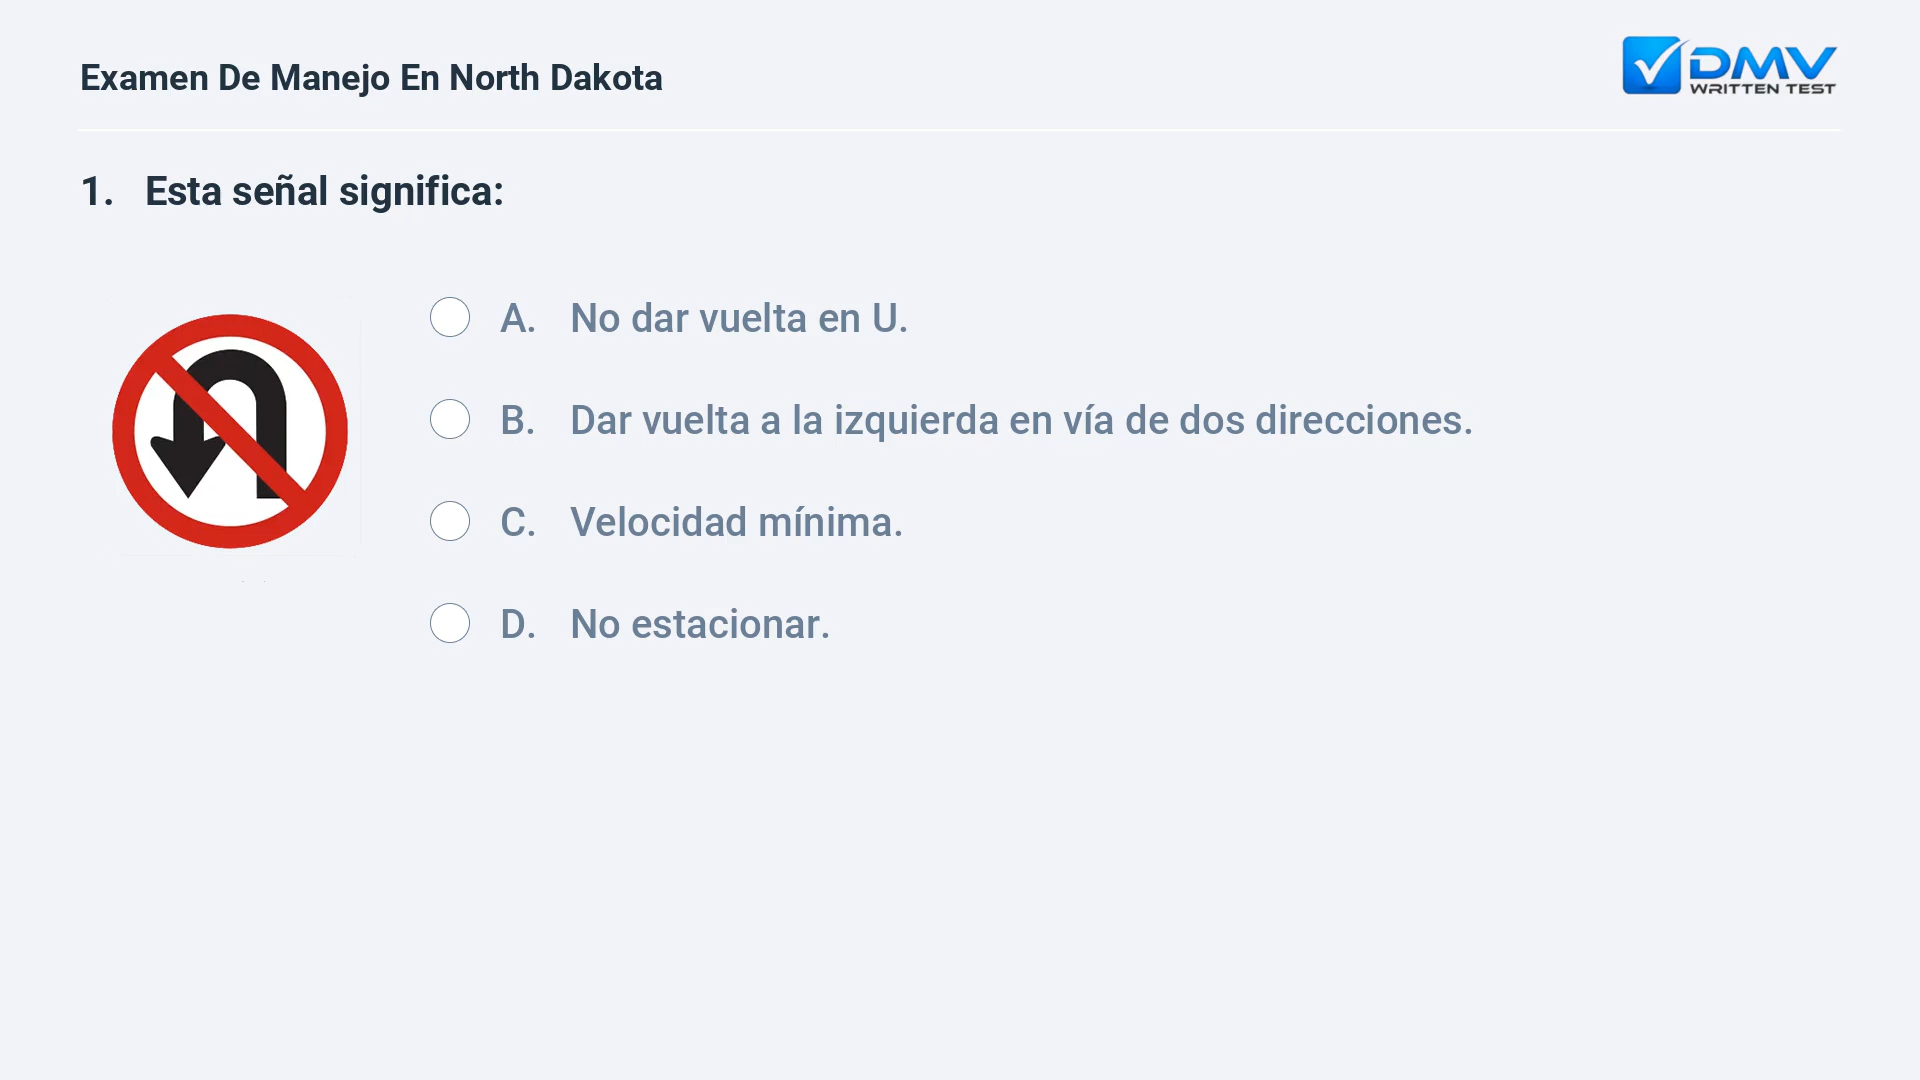 Examen De Manejo En North Dakota
DMV
WRITTEN TEST
1. Esta señal significa:
A. No dar vuelta en U.
B. Dar vuelta a la izquierda en vía de dos direcciones.
C. Velocidad mínima.
D. No estacionar.